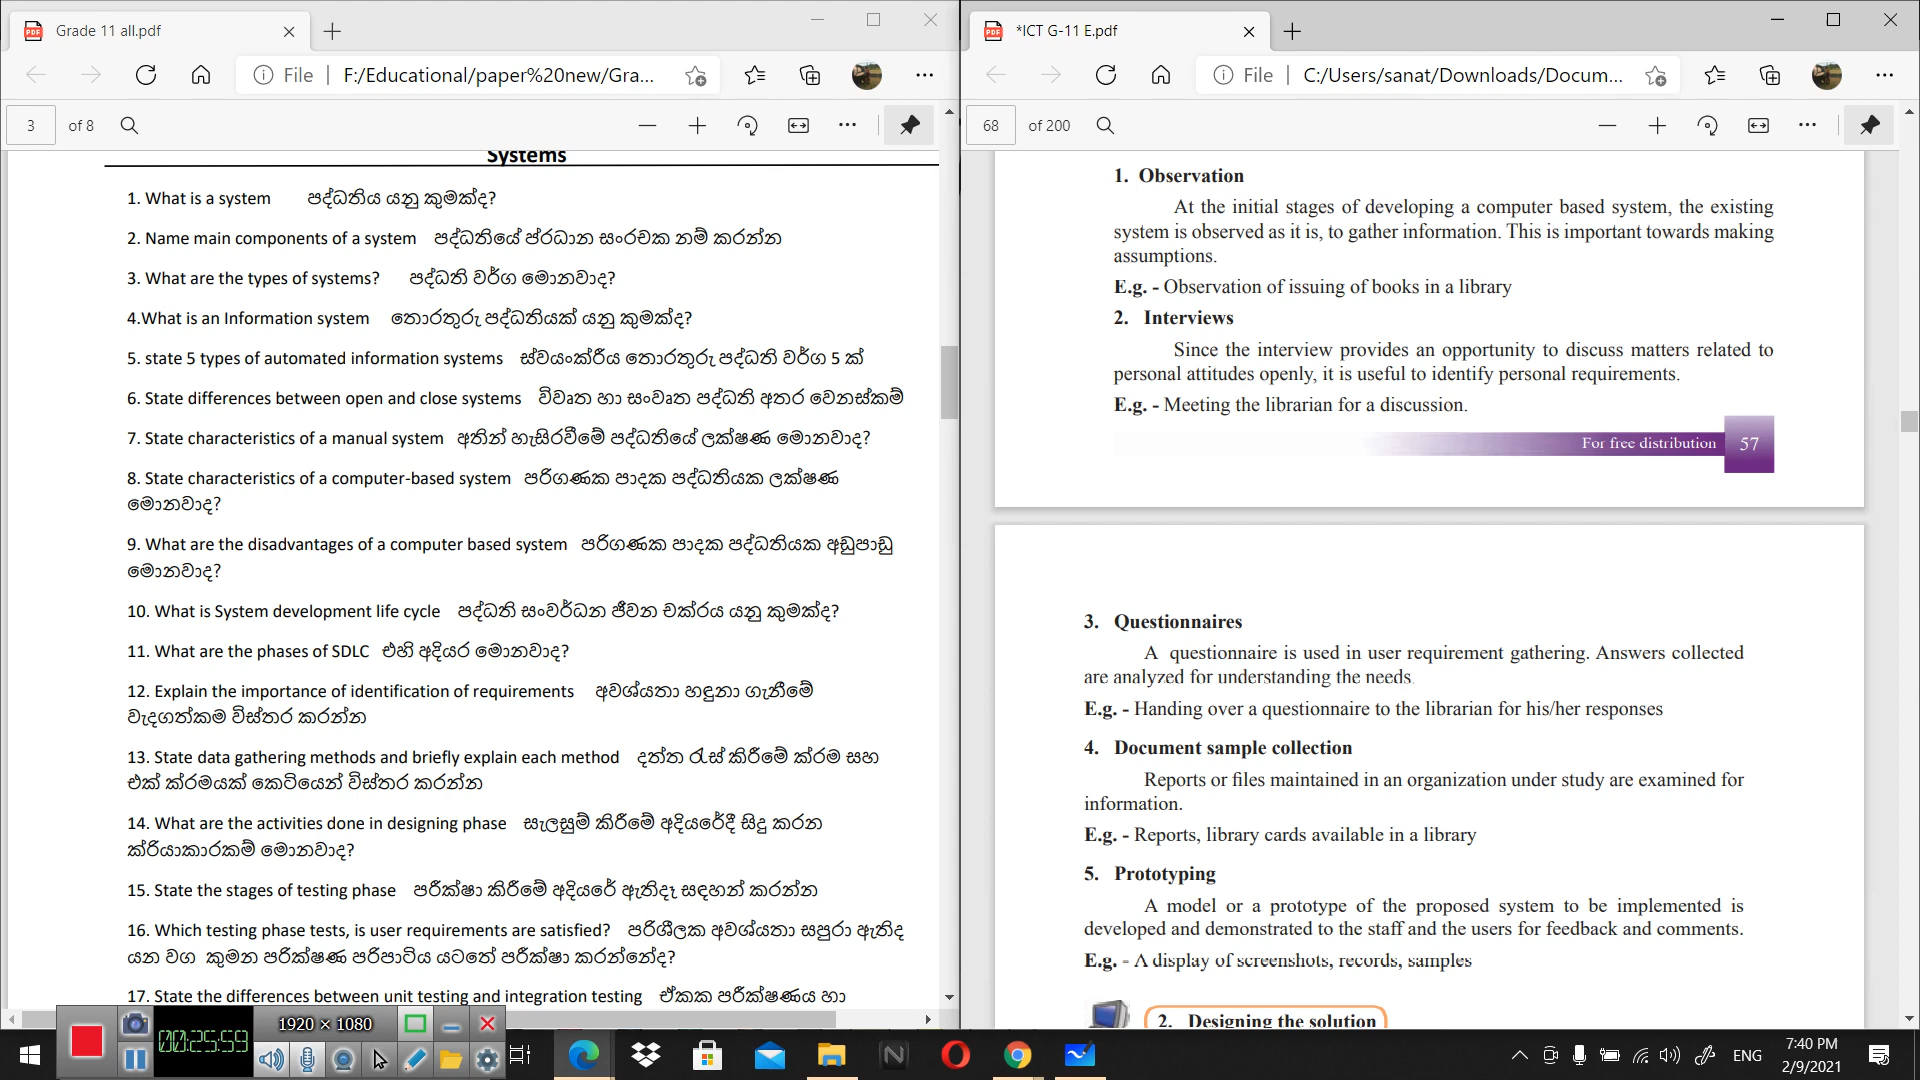 Grade 11 all.pdf
File F:/Educational/paper%20new/Gra...
3 of 8
Systems
1. What is a system පද්ධතිය යනු කුමක්ද?
2. Name main components of a system පද්ධතියේ ප්රධාන සංරචක නම් කරන්න
3. What are the types of systems? පද්ධති වර්ග මොනවාද?
4.What is an Information system තොරතුරු පද්ධතියක් යනු කුමක්ද?
5. state 5 types of automated information systems ස්වයංක්රීය තොරතුරු පද්ධති වර්ග 5 ක්
6. State differences between open and close systems විවෘත හා සංවෘත පද්ධති අතර වෙනස්කම්
7. State characteristics of a manual system අතින් හැසිරවීමේ පද්ධතියේ ලක්ෂණ මොනවාද?
8. State characteristics of a computer-based system පරිගණක පාදක පද්ධතියක ලක්ෂණ
මොනවාද?
9. What are the disadvantages of a computer based system පරිගණක පාදක පද්ධතියක අඩුපාඩු
මොනවාද?
10. What is System development life cycle පද්ධති සංවර්ධන ජීවන චක්රය යනු කුමක්ද?
11. What are the phases of SDLC එහි අදියර මොනවාද?
12. Explain the importance of identification of requirements අවශ්යතා හඳුනා ගැනීමේ
වැදගත්කම විස්තර කරන්න
13. State data gathering methods and briefly explain each method දත්ත රැස් කිරීමේ ක්රම සහ
එක් ක්රමයක් කෙටියෙන් විස්තර කරන්න
14. What are the activities done in designing phase සැලසුම් කිරීමේ අදියරේදී සිදු කරන
ක්රියාකාරකම් මොනවාද?
15. State the stages of testing phase පරීක්ෂා කිරීමේ අදියරේ ඇතිදෑ සඳහන් කරන්න
16. Which testing phase tests, is user requirements are satisfied? පරිශීලක අවශ්යතා සපුරා ඇතිද
යන වග කුමන පරික්ෂණ පරිපාටිය යටතේ පරීක්ෂා කරන්නේද?
17. State the differences between unit testing and integration testing ඒකක පරීක්ෂණය හා
*ICT G-11 E.pdf
File C:/Users/sanat/Downloads/Docum...
68 of 200
1. Observation
At the initial stages of developing a computer based system, the existing
system is observed as it is, to gather information. This is important towards making
assumptions.
E.g. - Observation of issuing of books in a library
2. Interviews
Since the interview provides an opportunity to discuss matters related to
personal attitudes openly, it is useful to identify personal requirements.
E.g. - Meeting the librarian for a discussion.
For free distribution 57
3. Questionnaires
A questionnaire is used in user requirement gathering. Answers collected
are analyzed for understanding the needs.
E.g. - Handing over a questionnaire to the librarian for his/her responses
4. Document sample collection
Reports or files maintained in an organization under study are examined for
information.
E.g. - Reports, library cards available in a library
5. Prototyping
A model or a prototype of the proposed system to be implemented is
developed and demonstrated to the staff and the users for feedback and comments.
E.g. - A display of screenshots, records, samples
2. Designing the solution
00:25:59
1920 × 1080
ENG
7:40 PM
2/9/2021